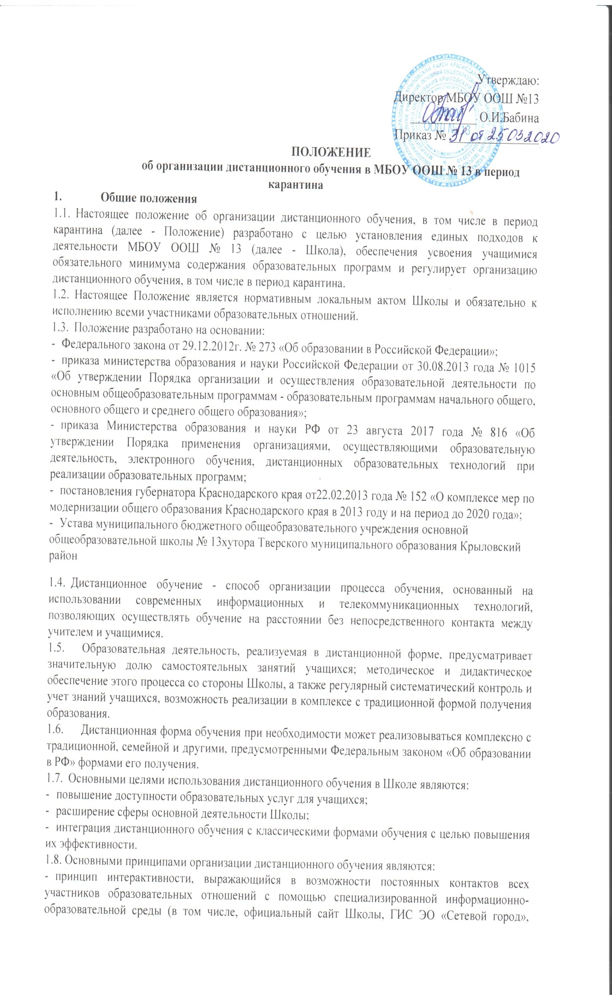 Утверждаю:
Директор МБОУ ООШ №13
О.И.Бабина
Приказ № 31 от 25.03.2020
ПОЛОЖЕНИЕ
об организации дистанционного обучения в МБОУ ООШ № 13 в период
карантина
1. Общие положения
1.1. Настоящее положение об организации дистанционного обучения, в том числе в период
карантина (далее - Положение) разработано с целью установления единых подходов к
деятельности МБОУ ООШ № 13 (далее - Школа), обеспечения усвоения учащимися
обязательного минимума содержания образовательных программ и регулирует организацию
дистанционного обучения, в том числе в период карантина.
1.2. Настоящее Положение является нормативным локальным актом Школы и обязательно к
исполнению всеми участниками образовательных отношений.
1.3. Положение разработано на основании:
- Федерального закона от 29.12.2012г. № 273 «Об образовании в Российской Федерации»;
- приказа министерства образования и науки Российской Федерации от 30.08.2013 года № 1015
«Об утверждении Порядка организации и осуществления образовательной деятельности по
основным общеобразовательным программам - образовательным программам начального общего,
основного общего и среднего общего образования»;
- приказа Министерства образования и науки РФ от 23 августа 2017 года № 816 «Об
утверждении Порядка применения организациями, осуществляющими образовательную
деятельность, электронного обучения, дистанционных образовательных технологий при
реализации образовательных программ;
- постановления губернатора Краснодарского края от22.02.2013 года № 152 «О комплексе мер по
модернизации общего образования Краснодарского края в 2013 году и на период до 2020 года»;
- Устава муниципального бюджетного общеобразовательного учреждения основной
общеобразовательной школы № 13хутора Тверского муниципального образования Крыловский
район
1.4. Дистанционное обучение - способ организации процесса обучения, основанный на
использовании современных информационных и телекоммуникационных технологий,
позволяющих осуществлять обучение на расстоянии без непосредственного контакта между
учителем и учащимися.
1.5. Образовательная деятельность, реализуемая в дистанционной форме, предусматривает
значительную долю самостоятельных занятий учащихся; методическое и дидактическое
обеспечение этого процесса со стороны Школы, а также регулярный систематический контроль и
учет знаний учащихся, возможность реализации в комплексе с традиционной формой получения
образования.
1.6. Дистанционная форма обучения при необходимости может реализовываться комплексно с
традиционной, семейной и другими, предусмотренными Федеральным законом «Об образовании
в РФ» формами его получения.
1.7. Основными целями использования дистанционного обучения в Школе являются:
- повышение доступности образовательных услуг для учащихся;
- расширение сферы основной деятельности Школы;
- интеграция дистанционного обучения с классическими формами обучения с целью повышения
их эффективности.
1.8. Основными принципами организации дистанционного обучения являются:
- принцип интерактивности, выражающийся в возможности постоянных контактов всех
участников образовательных отношений с помощью специализированной информационно-
образовательной среды (в том числе, официальный сайт Школы, ГИС ЭО «Сетевой город»,